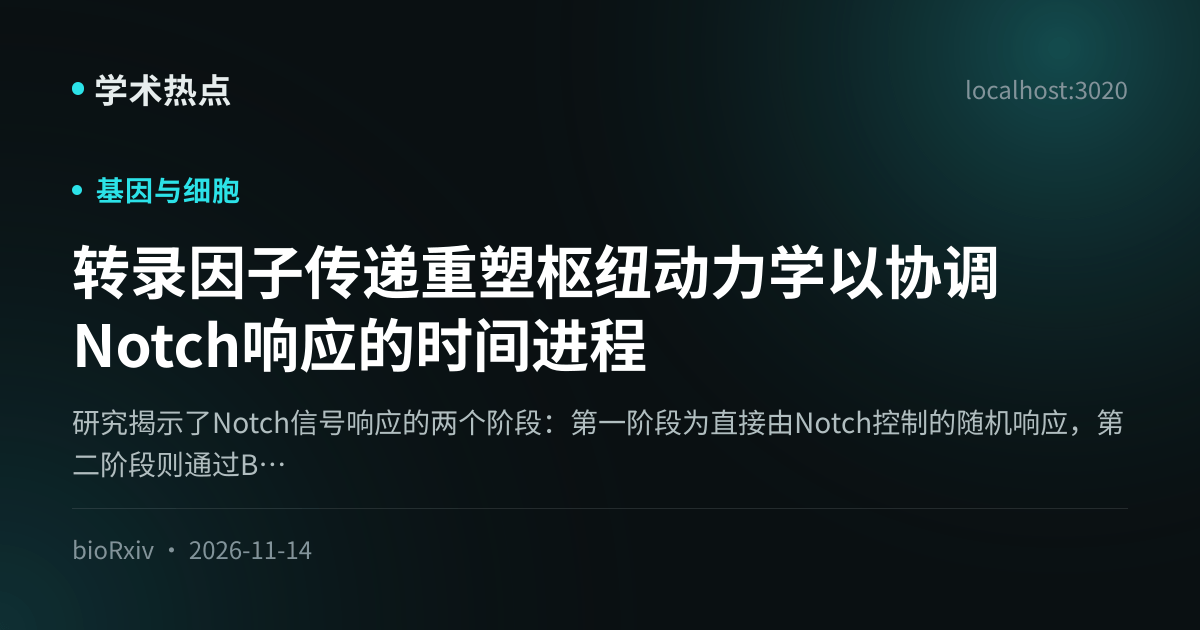 学术热点
localhost:3020
基因与细胞
转录因子传递重塑枢纽动力学以协调
Notch响应的时间进程
研究揭示了Notch信号响应的两个阶段：第一阶段为直接由Notch控制的随机响应，第
二阶段则通过B…
bioRxiv · 2026-11-14